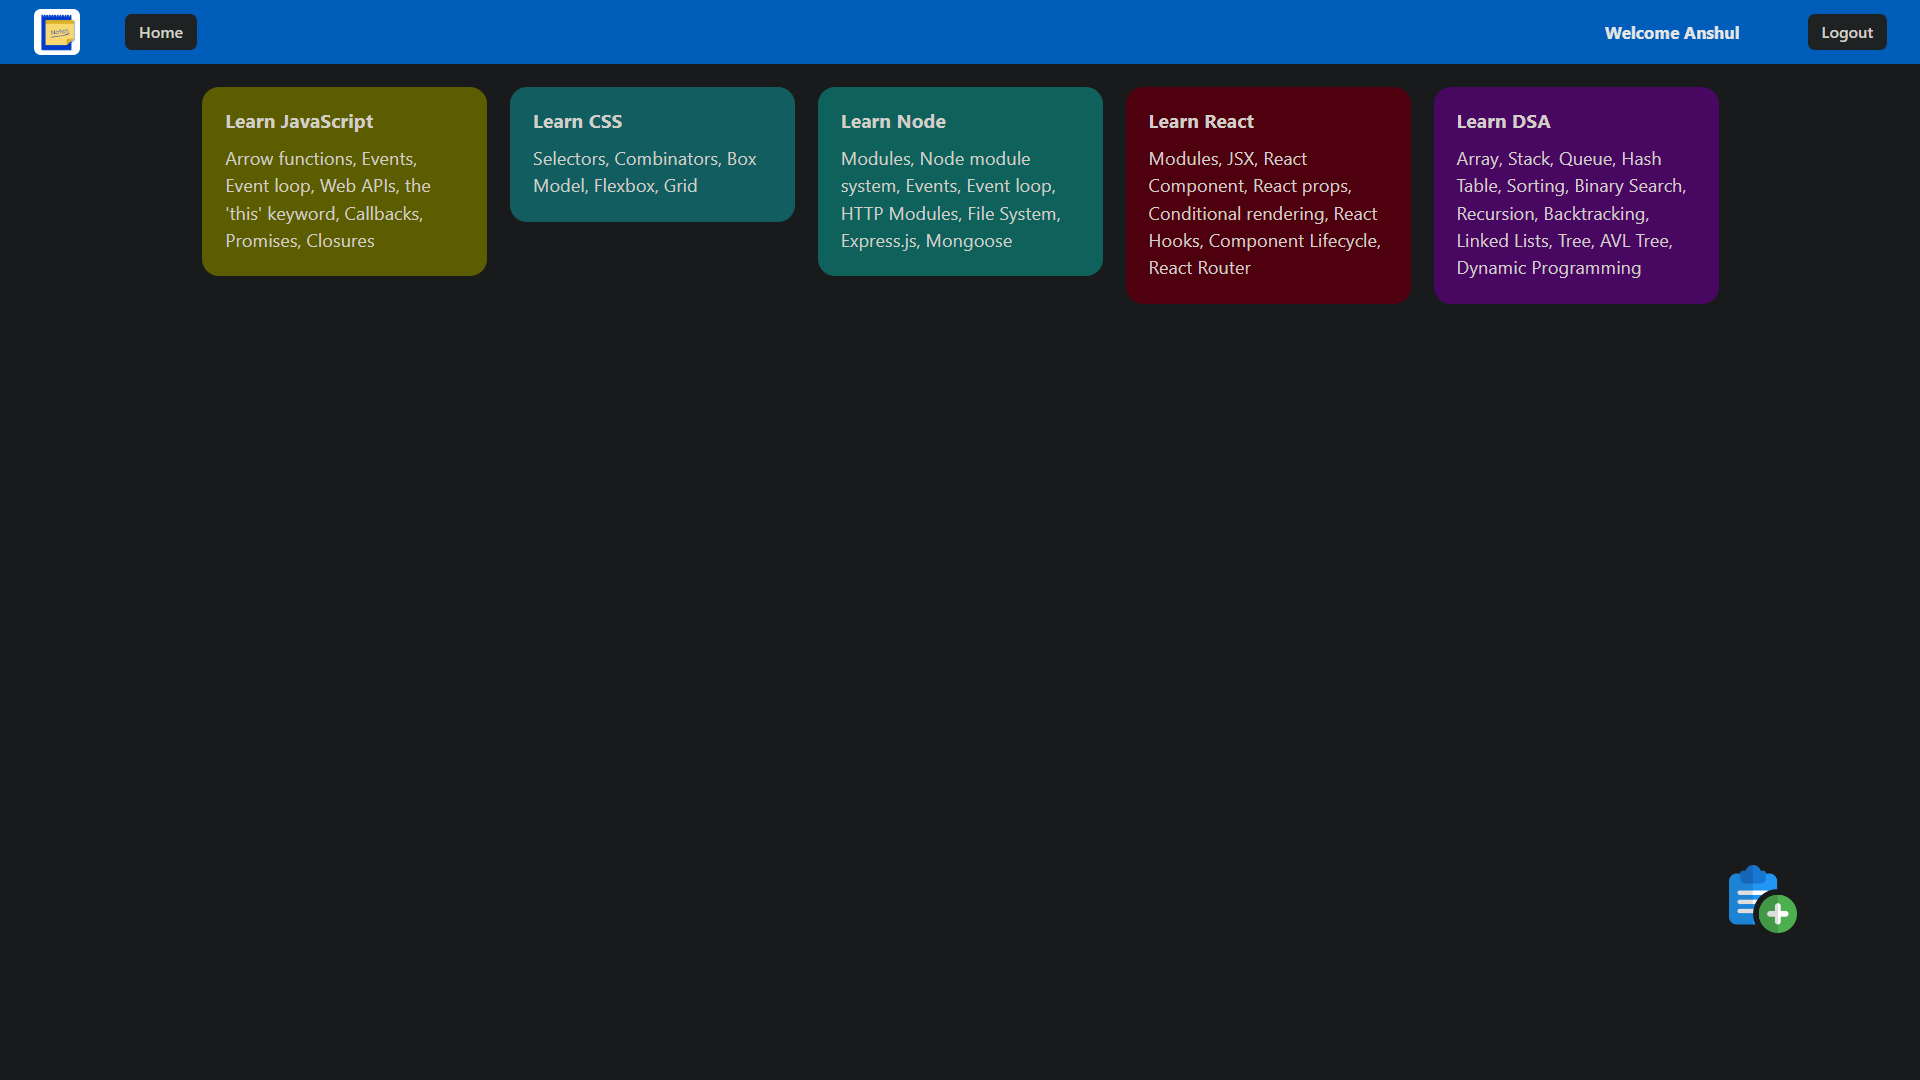 Notes
Home
Welcome Anshul
Logout
Learn JavaScript
Arrow functions, Events,
Event loop, Web APIs, the
'this' keyword, Callbacks,
Promises, Closures
Learn CSS
Selectors, Combinators, Box
Model, Flexbox, Grid
Learn Node
Modules, Node module
system, Events, Event loop,
HTTP Modules, File System,
Express.js, Mongoose
Learn React
Modules, JSX, React
Component, React props,
Conditional rendering, React
Hooks, Component Lifecycle,
React Router
Learn DSA
Array, Stack, Queue, Hash
Table, Sorting, Binary Search,
Recursion, Backtracking,
Linked Lists, Tree, AVL Tree,
Dynamic Programming